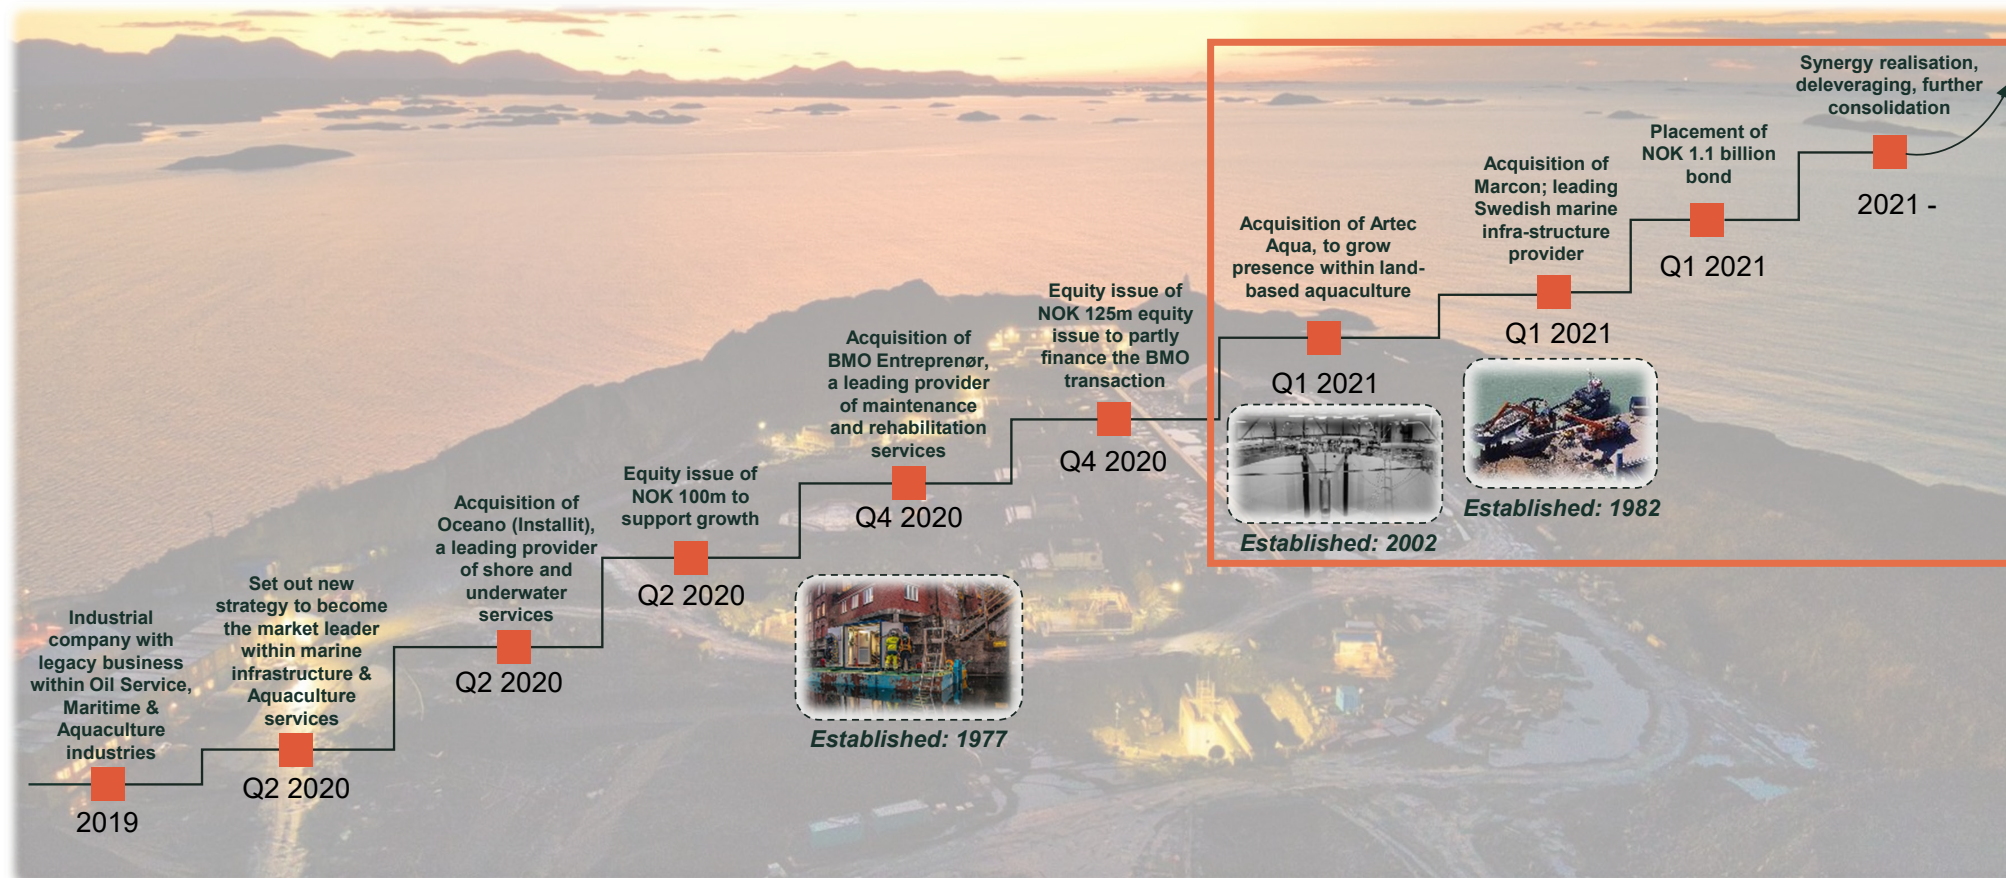 Industrial
company with
legacy business
within Oil Service,
Maritime &
Aquaculture
industries
2019
Set out new
strategy to become
the market leader
within marine
infrastructure &
Aquaculture
services
Q2 2020
Acquisition of
Oceano (Installit),
a leading provider
of shore and
underwater
services
Q2 2020
Equity issue of
NOK 100m to
support growth
Q2 2020
Acquisition of
BMO Entreprenør,
a leading provider
of maintenance
and rehabilitation
services
Q4 2020
Established: 1977
Equity issue of
NOK 125m equity
issue to partly
finance the BMO
transaction
Q4 2020
Acquisition of Artec
Aqua, to grow
presence within land-
based aquaculture
Q1 2021
Established: 2002
Acquisition of
Marcon; leading
Swedish marine
infra-structure
provider
Q1 2021
Established: 1982
Placement of
NOK 1.1 billion
bond
Q1 2021
Synergy realisation,
deleveraging, further
consolidation
2021 -